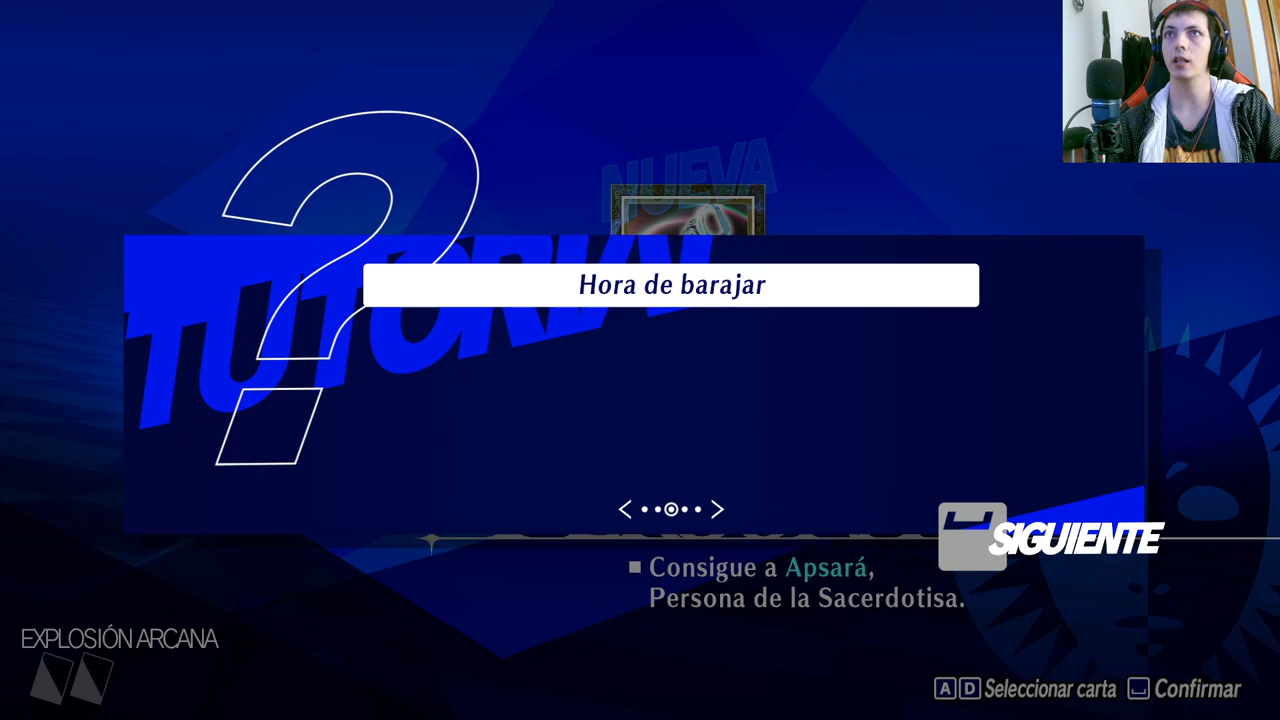 NUEVA
TUTORIAL
Hora de barajar
SIGUIENTE
Consigue a Apsará,
Persona de la Sacerdotisa.
EXPLOSIÓN ARCANA
A D Seleccionar carta Confirmar